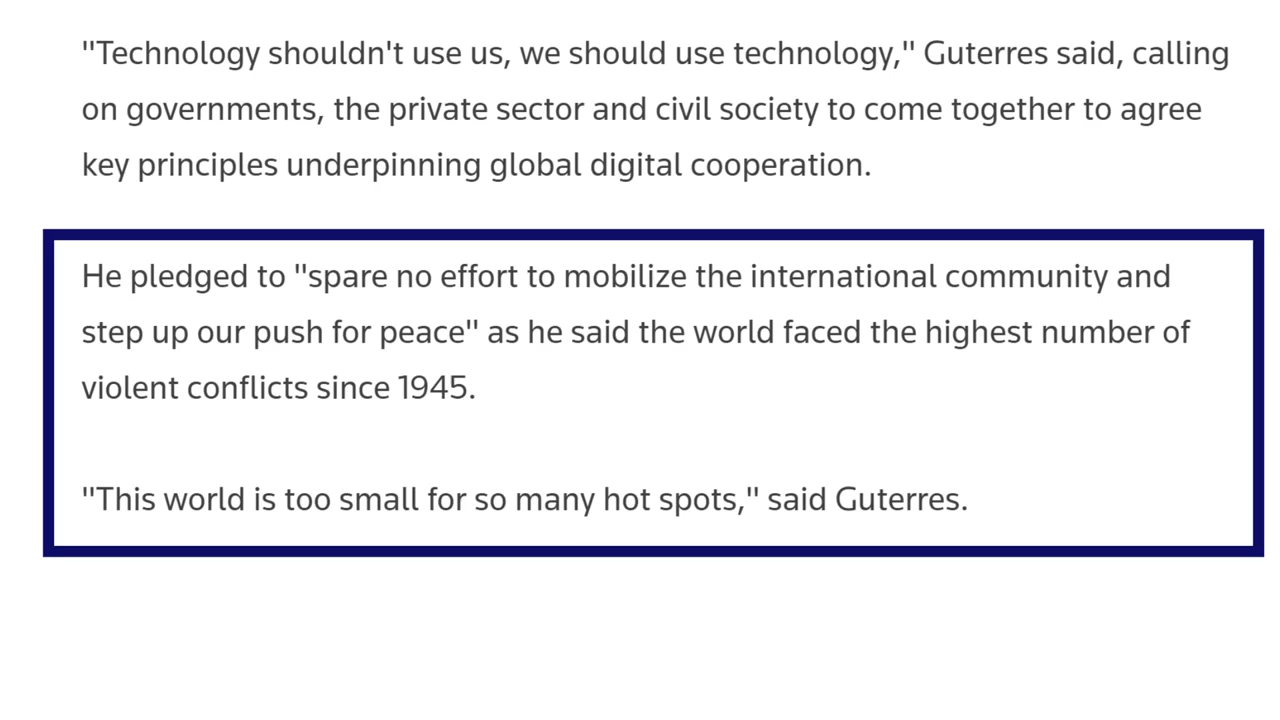 "Technology shouldn't use us, we should use technology," Guterres said, calling
on governments, the private sector and civil society to come together to agree
key principles underpinning global digital cooperation.
He pledged to "spare no effort to mobilize the international community and
step up our push for peace" as he said the world faced the highest number of
violent conflicts since 1945.
"This world is too small for so many hot spots," said Guterres.